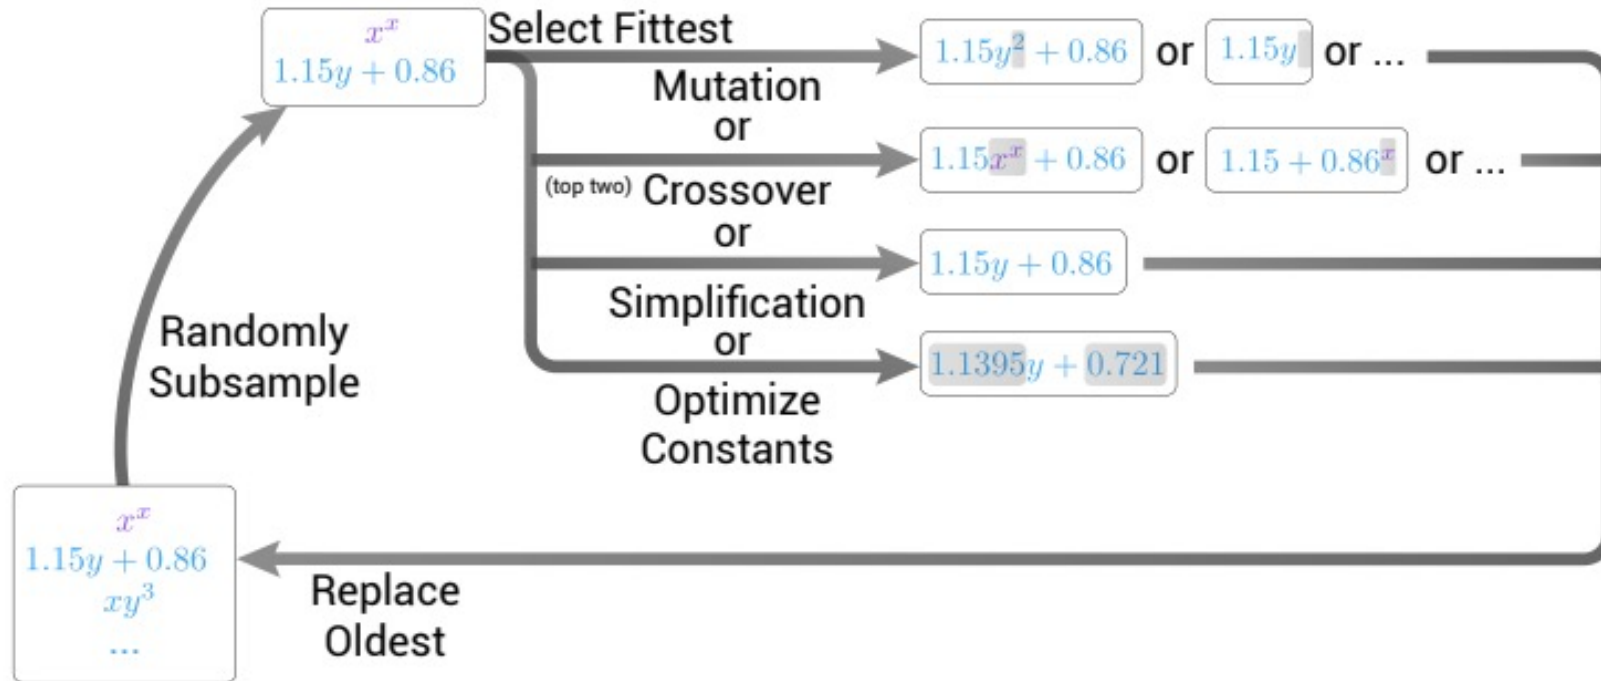 x^x
1.15y + 0.86
Select Fittest
1.15y^2 + 0.86 or 1.15y or ...
Mutation
or
1.15x^x + 0.86 or 1.15 + 0.86^x or ...
(top two) Crossover
or
1.15y + 0.86
Simplification
or
1.1395y + 0.721
Optimize
Constants
Randomly
Subsample
x^x
1.15y + 0.86
xy^3
...
Replace
Oldest